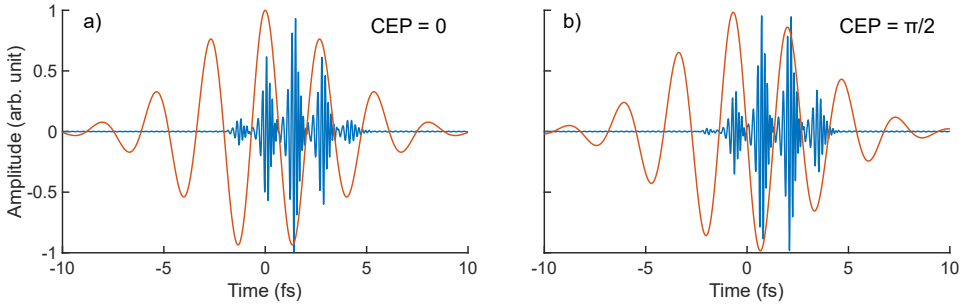 a)
CEP = 0
Amplitude (arb. unit)
1
0.5
0
-0.5
-1
-10
-5
0
5
10
Time (fs)
b)
CEP = π/2
-10
-5
0
5
10
Time (fs)